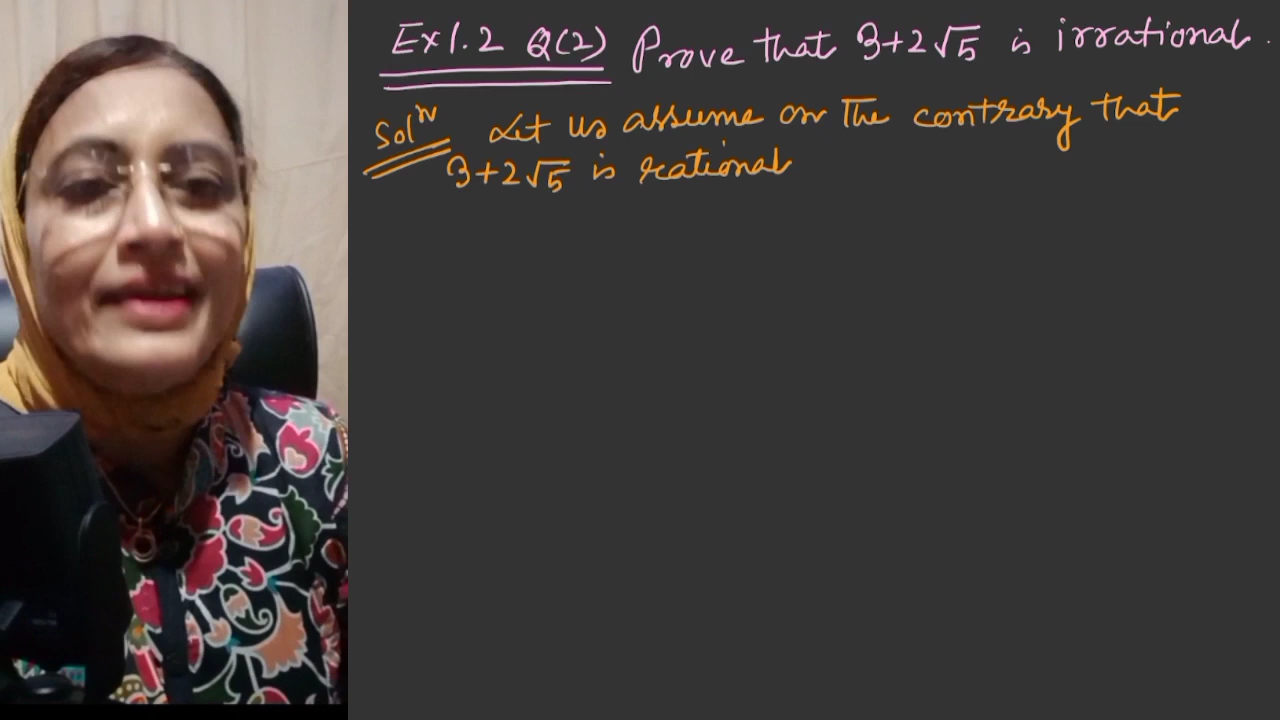 Ex 1.2 Q(2) Prove that 3+2√5 is irrational.
Solⁿ Let us assume on the contrary that
3+2√5 is rational